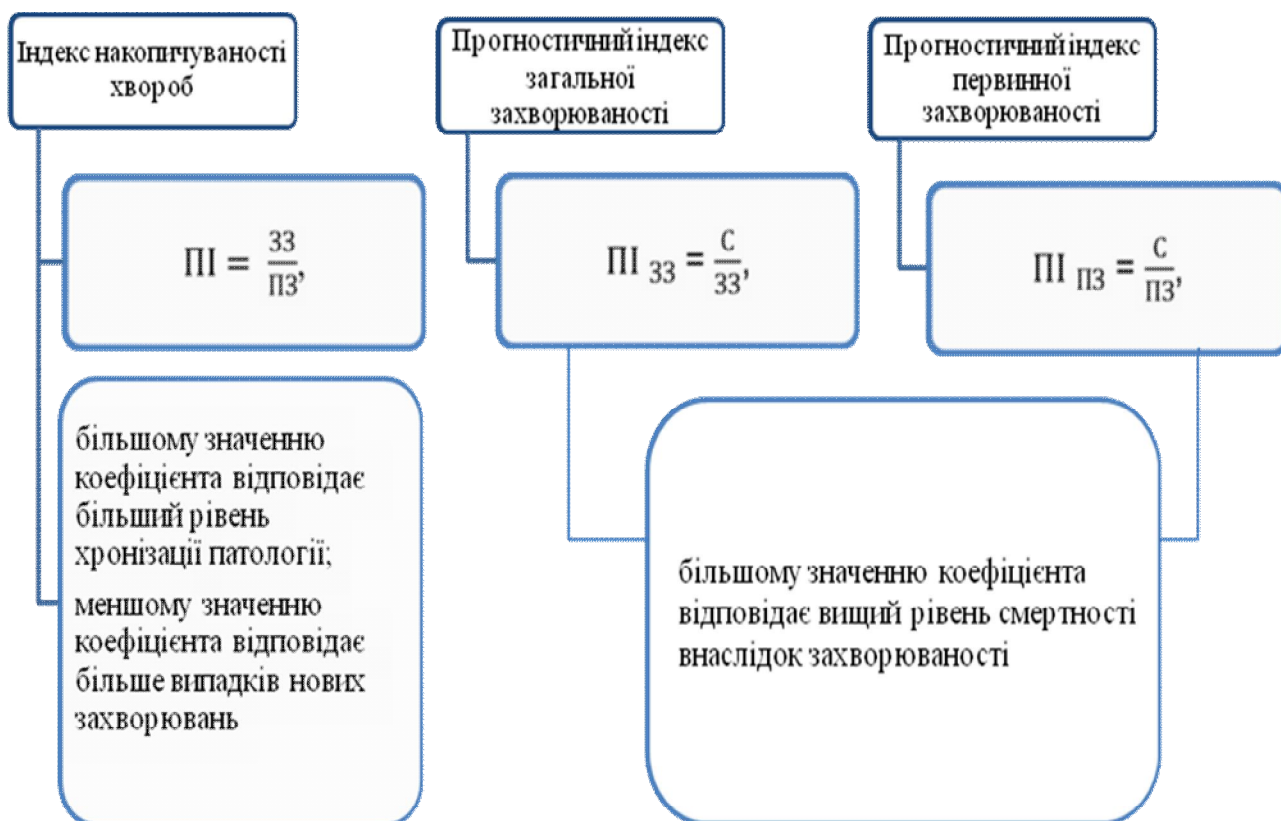 Індекс накопичуваності
хвороб
ПІ = ЗЗ/ПЗ,
більшому значенню
коефіцієнта відповідає
більший рівень
хронізації патології;
меншому значенню
коефіцієнта відповідає
більше випадків нових
захворювань
Прогностичний індекс
загальної
захворюваності
ПІ ЗЗ = С/ЗЗ,
Прогностичний індекс
первинної
захворюваності
ПІ ПЗ = С/ПЗ,
більшому значенню коефіцієнта
відповідає вищий рівень смертності
внаслідок захворюваності